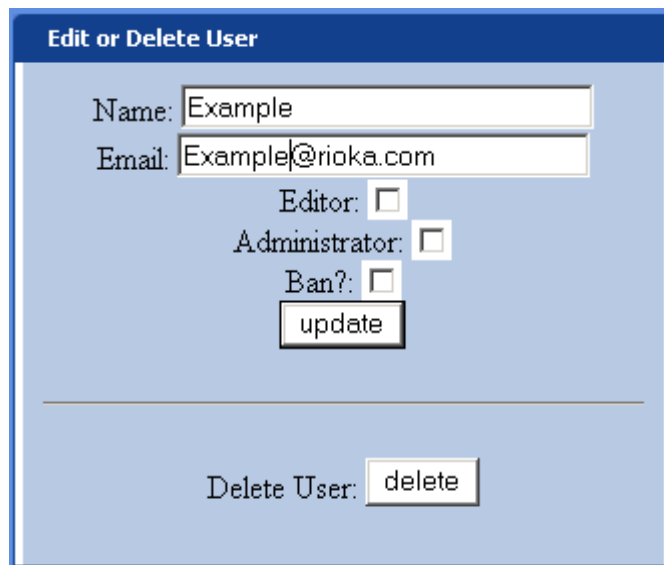 Edit or Delete User
Name: Example
Email: Example@rioka.com
Editor:
Administrator:
Ban?:
update
Delete User: delete